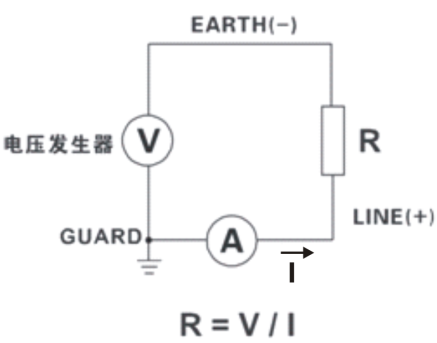 EARTH(−)
电压发生器
V
R
LINE(+)
GUARD
A
I
R = V / I